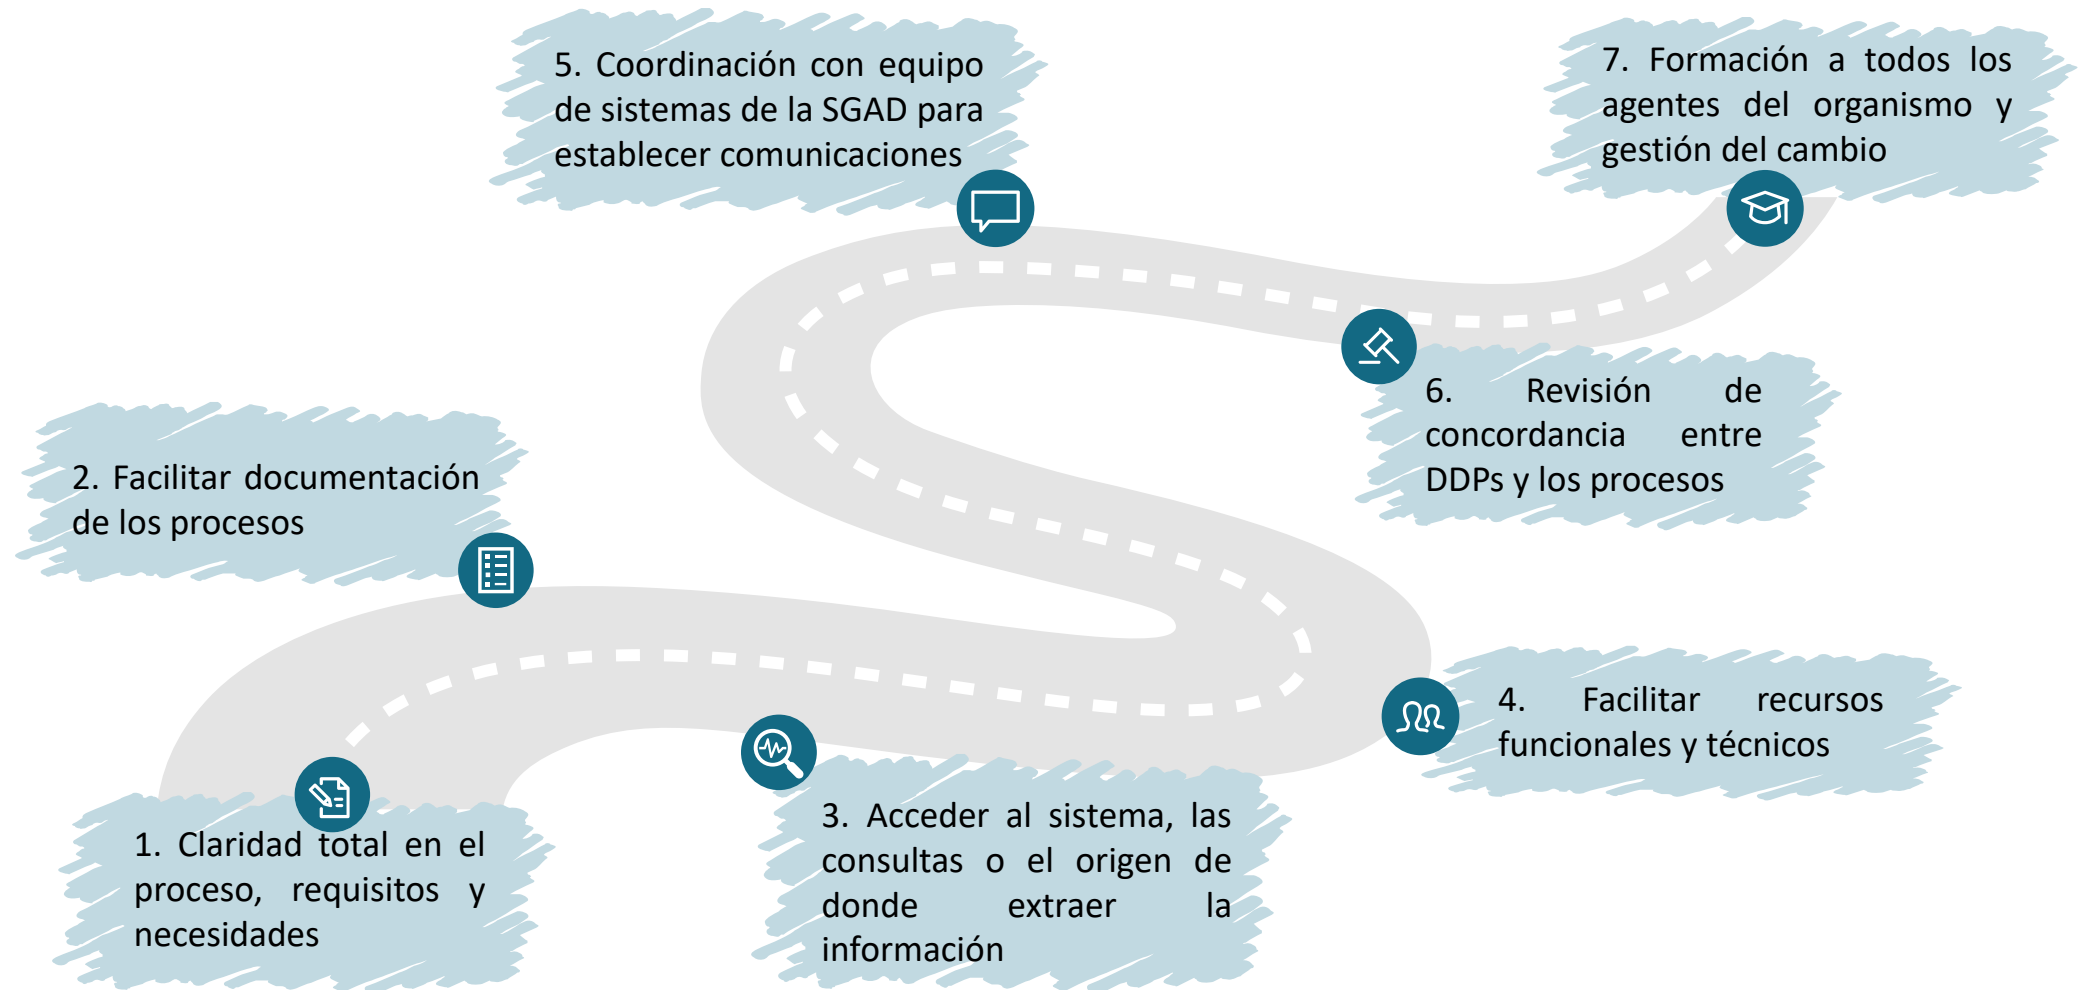 1. Claridad total en el
proceso, requisitos y
necesidades
2. Facilitar documentación
de los procesos
3. Acceder al sistema, las
consultas o el origen de
donde extraer la
información
4. Facilitar recursos
funcionales y técnicos
5. Coordinación con equipo
de sistemas de la SGAD para
establecer comunicaciones
6. Revisión de
concordancia entre
DDPs y los procesos
7. Formación a todos los
agentes del organismo y
gestión del cambio